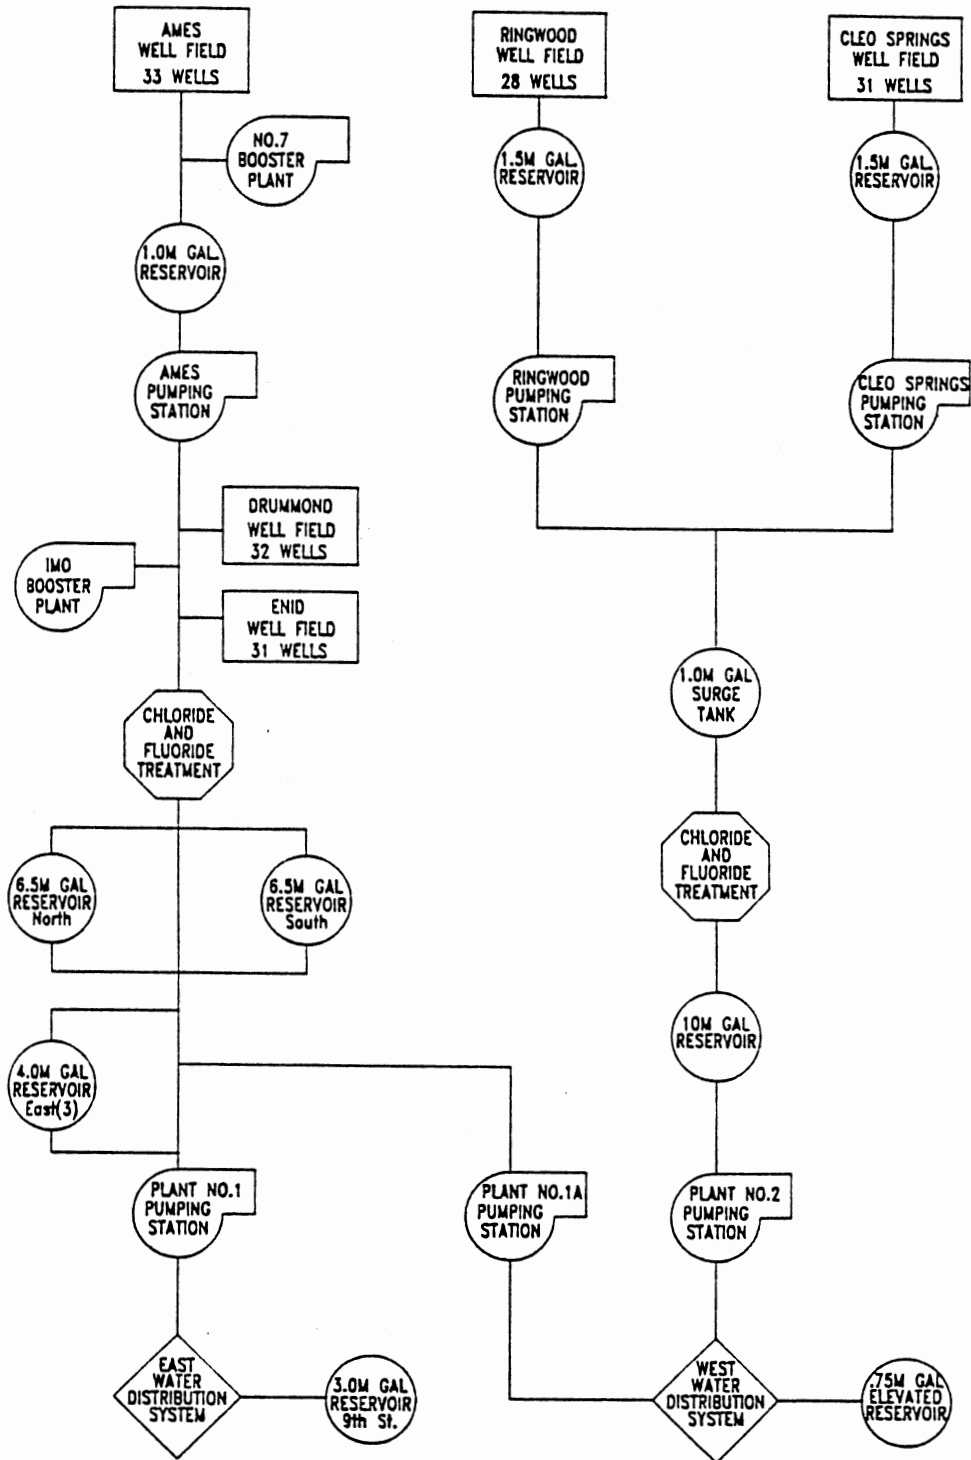 AMES
WELL FIELD
33 WELLS
RINGWOOD
WELL FIELD
28 WELLS
CLEO SPRINGS
WELL FIELD
31 WELLS
NO.7
BOOSTER
PLANT
1.5M GAL.
RESERVOIR
1.5M GAL.
RESERVOIR
1.0M GAL.
RESERVOIR
AMES
PUMPING
STATION
RINGWOOD
PUMPING
STATION
CLEO SPRINGS
PUMPING
STATION
DRUMMOND
WELL FIELD
32 WELLS
IMO
BOOSTER
PLANT
ENID
WELL FIELD
31 WELLS
1.0M GAL
SURGE
TANK
CHLORIDE
AND
FLUORIDE
TREATMENT
CHLORIDE
AND
FLUORIDE
TREATMENT
6.5M GAL
RESERVOIR
North
6.5M GAL
RESERVOIR
South
10M GAL
RESERVOIR
4.0M GAL
RESERVOIR
East(3)
PLANT NO.1
PUMPING
STATION
PLANT NO.1A
PUMPING
STATION
PLANT NO.2
PUMPING
STATION
EAST
WATER
DISTRIBUTION
SYSTEM
3.0M GAL
RESERVOIR
9th St.
WEST
WATER
DISTRIBUTION
SYSTEM
.75M GAL
ELEVATED
RESERVOIR